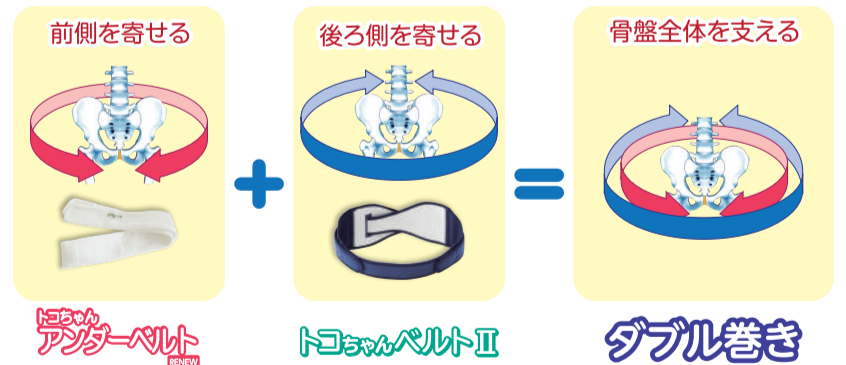 前側を寄せる
後ろ側を寄せる
骨盤全体を支える
トコちゃん
アンダーベルト
RENEW
トコちゃんベルトⅡ
ダブル巻き